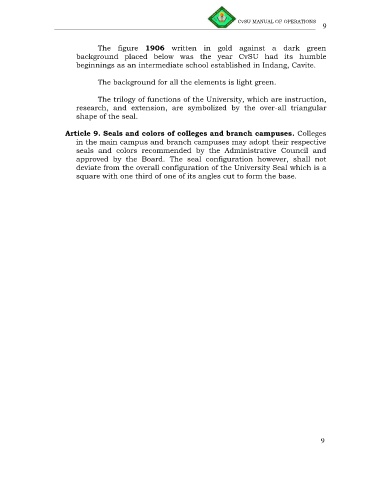 CvSU MANUAL OF OPERATIONS
9
The figure 1906 written in gold against a dark green
background placed below was the year CvSU had its humble
beginnings as an intermediate school established in Indang, Cavite.
The background for all the elements is light green.
The trilogy of functions of the University, which are instruction,
research, and extension, are symbolized by the over-all triangular
shape of the seal.
Article 9. Seals and colors of colleges and branch campuses. Colleges
in the main campus and branch campuses may adopt their respective
seals and colors recommended by the Administrative Council and
approved by the Board. The seal configuration however, shall not
deviate from the overall configuration of the University Seal which is a
square with one third of one of its angles cut to form the base.
9